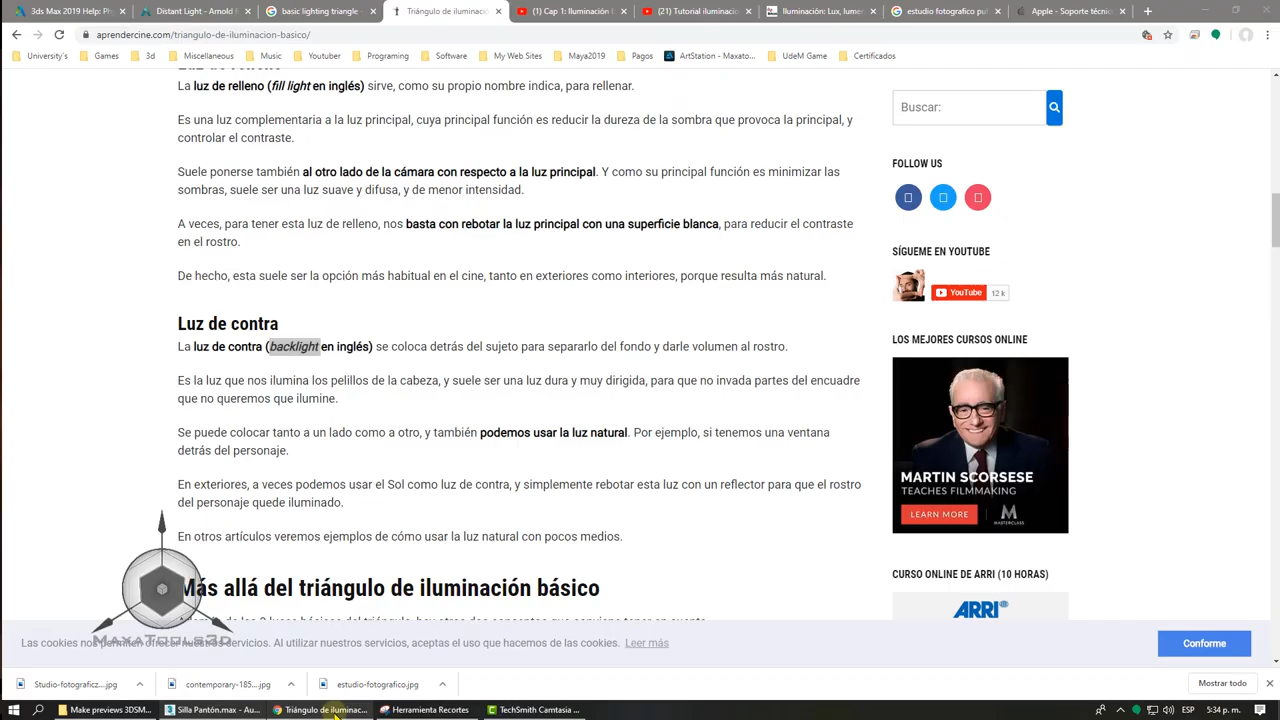 3ds Max 2019 Help: Ph
Distant Light - Arnold f
basic lighting triangle -
Triángulo de iluminació
(1) Cap 1: Iluminación b
(21) Tutorial iluminació
Iluminación: Luz, lumen
estudio fotografico pul
Apple - Soporte técnic
aprendercine.com/triangulo-de-iluminacion-basico/
University's
Games
3d
Miscellaneous
Music
Youtuber
Programing
Software
My Web Sites
Maya2019
Pagos
ArtStation - Maxato...
UdeM Game
Certificados
La luz de relleno (fill light en inglés) sirve, como su propio nombre indica, para rellenar.
Es una luz complementaria a la luz principal, cuya principal función es reducir la dureza de la sombra que provoca la principal, y
controlar el contraste.
Suele ponerse también al otro lado de la cámara con respecto a la luz principal. Y como su principal función es minimizar las
sombras, suele ser una luz suave y difusa, y de menor intensidad.
A veces, para tener esta luz de relleno, nos basta con rebotar la luz principal con una superficie blanca, para reducir el contraste
en el rostro.
De hecho, esta suele ser la opción más habitual en el cine, tanto en exteriores como interiores, porque resulta más natural.
Luz de contra
La luz de contra (backlight en inglés) se coloca detrás del sujeto para separarlo del fondo y darle volumen al rostro.
Es la luz que nos ilumina los pelillos de la cabeza, y suele ser una luz dura y muy dirigida, para que no invada partes del encuadre
que no queremos que ilumine.
Se puede colocar tanto a un lado como a otro, y también podemos usar la luz natural. Por ejemplo, si tenemos una ventana
detrás del personaje.
En exteriores, a veces podemos usar el Sol como luz de contra, y simplemente rebotar esta luz con un reflector para que el rostro
del personaje quede iluminado.
En otros artículos veremos ejemplos de cómo usar la luz natural con pocos medios.
Más allá del triángulo de iluminación básico
Buscar:
FOLLOW US
SÍGUEME EN YOUTUBE
YouTube 12 k
LOS MEJORES CURSOS ONLINE
MARTIN SCORSESE
TEACHES FILMMAKING
LEARN MORE
MASTERCLASS
CURSO ONLINE DE ARRI (10 HORAS)
ARRI
MAXATOOLS3D
Las cookies nos permiten ofrecer nuestros servicios. Al utilizar nuestros servicios, aceptas el uso que hacemos de las cookies. Leer más
Conforme
Studio-fotograficz....jpg
contemporary-185....jpg
estudio-fotografico.jpg
Mostrar todo
Make previews 3DSM...
Silla Pantón.max - Au...
Triángulo de iluminac...
Herramienta Recortes
TechSmith Camtasia ...
ESP
5:34 p. m.